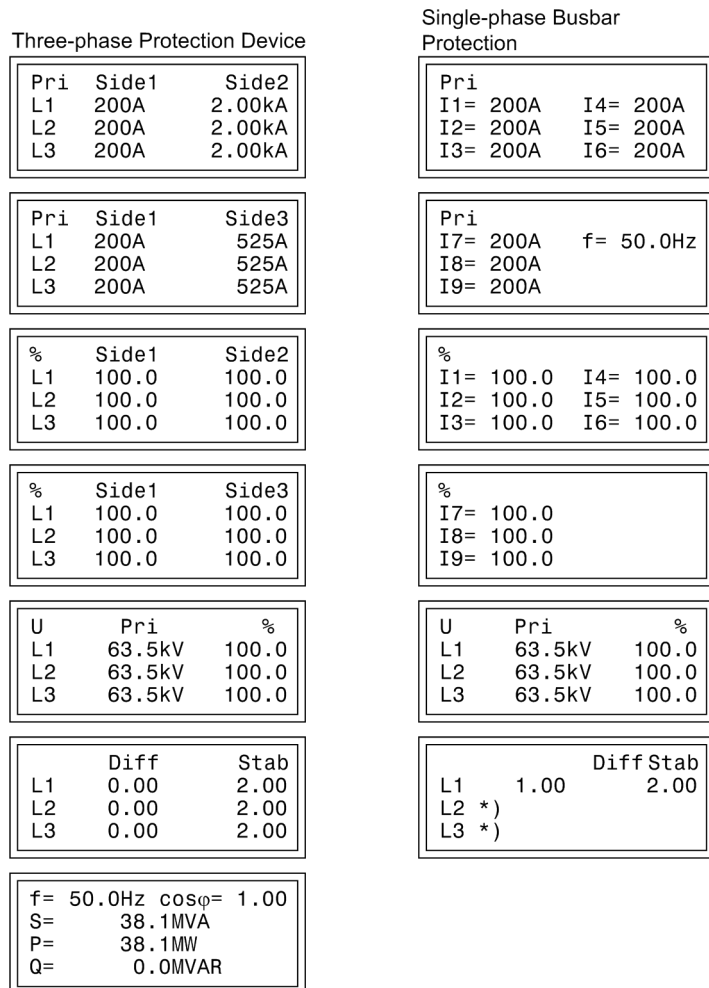 Three-phase Protection Device
Pri Side1 Side2
L1 200A 2.00kA
L2 200A 2.00kA
L3 200A 2.00kA
Pri Side1 Side3
L1 200A 525A
L2 200A 525A
L3 200A 525A
% Side1 Side2
L1 100.0 100.0
L2 100.0 100.0
L3 100.0 100.0
% Side1 Side3
L1 100.0 100.0
L2 100.0 100.0
L3 100.0 100.0
U Pri %
L1 63.5kV 100.0
L2 63.5kV 100.0
L3 63.5kV 100.0
Diff Stab
L1 0.00 2.00
L2 0.00 2.00
L3 0.00 2.00
f= 50.0Hz cosφ= 1.00
S= 38.1MVA
P= 38.1MW
Q= 0.0MVAR
Single-phase Busbar
Protection
Pri
I1= 200A I4= 200A
I2= 200A I5= 200A
I3= 200A I6= 200A
Pri
I7= 200A f= 50.0Hz
I8= 200A
I9= 200A
%
I1= 100.0 I4= 100.0
I2= 100.0 I5= 100.0
I3= 100.0 I6= 100.0
%
I7= 100.0
I8= 100.0
I9= 100.0
U Pri %
L1 63.5kV 100.0
L2 63.5kV 100.0
L3 63.5kV 100.0
Diff Stab
L1 1.00 2.00
L2 *)
L3 *)